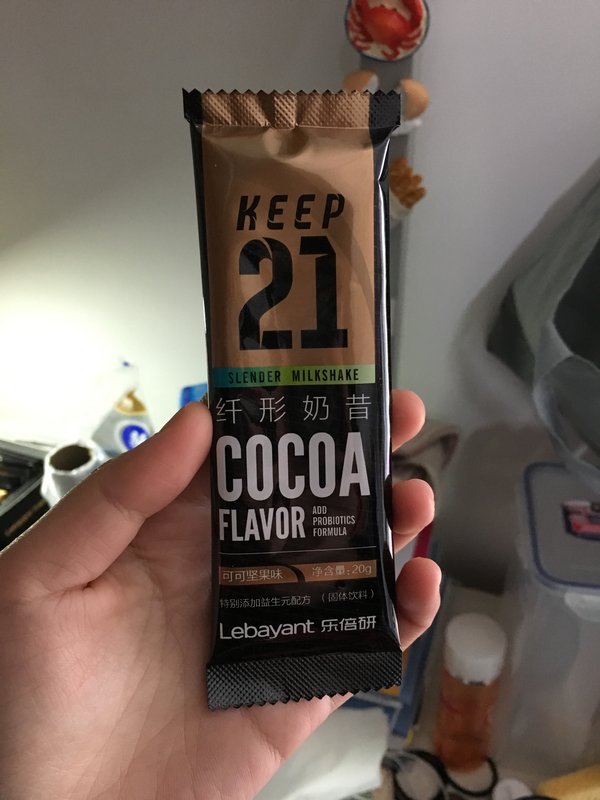 KEEP
21
SLENDER MILKSHAKE
纤形奶昔
COCOA
FLAVOR
ADD
PROBIOTICS
FORMULA
可可坚果味
净含量:20g
特别添加益生元配方 (固体饮料)
Lebayant 乐倍研